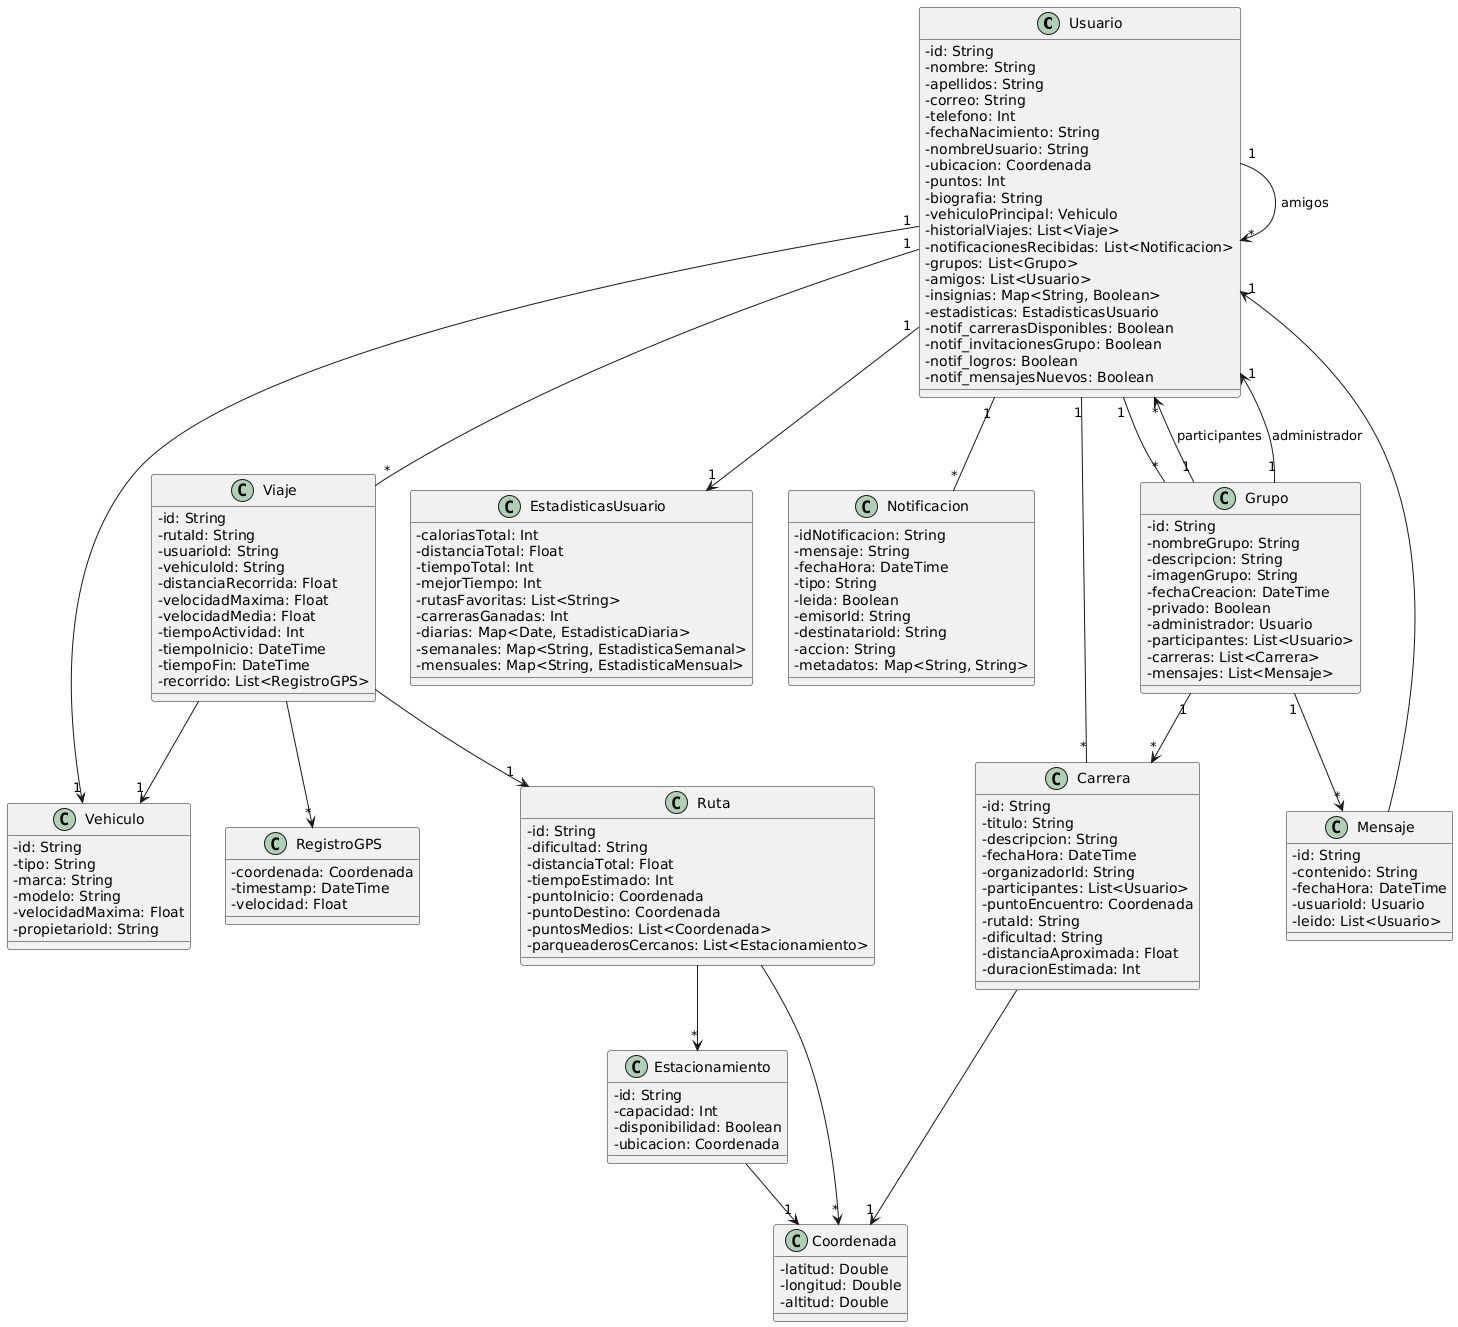 C Usuario
-id: String
-nombre: String
-apellidos: String
-correo: String
-telefono: Int
-fechaNacimiento: String
-nombreUsuario: String
-ubicacion: Coordenada
-puntos: Int
-biografia: String
-vehiculoPrincipal: Vehiculo
-historialViajes: List<Viaje>
-notificacionesRecibidas: List<Notificacion>
-grupos: List<Grupo>
-amigos: List<Usuario>
-insignias: Map<String, Boolean>
-estadisticas: EstadisticasUsuario
-notif_carrerasDisponibles: Boolean
-notif_invitacionesGrupo: Boolean
-notif_logros: Boolean
-notif_mensajesNuevos: Boolean
1
amigos
*
1
1
1
1
1
1
1
1
*
1
participantes
administrador
*
1
*
*
1
1
C Viaje
-id: String
-rutaId: String
-usuarioId: String
-vehiculoId: String
-distanciaRecorrida: Float
-velocidadMaxima: Float
-velocidadMedia: Float
-tiempoActividad: Int
-tiempoInicio: DateTime
-tiempoFin: DateTime
-recorrido: List<RegistroGPS>
C EstadisticasUsuario
-caloriasTotal: Int
-distanciaTotal: Float
-tiempoTotal: Int
-mejorTiempo: Int
-rutasFavoritas: List<String>
-carrerasGanadas: Int
-diarias: Map<Date, EstadisticaDiaria>
-semanales: Map<String, EstadisticaSemanal>
-mensuales: Map<String, EstadisticaMensual>
C Notificacion
-idNotificacion: String
-mensaje: String
-fechaHora: DateTime
-tipo: String
-leida: Boolean
-emisorId: String
-destinatarioId: String
-accion: String
-metadatos: Map<String, String>
C Grupo
-id: String
-nombreGrupo: String
-descripcion: String
-imagenGrupo: String
-fechaCreacion: DateTime
-privado: Boolean
-administrador: Usuario
-participantes: List<Usuario>
-carreras: List<Carrera>
-mensajes: List<Mensaje>
1
1
*
*
1
1
1
*
*
C Vehiculo
-id: String
-tipo: String
-marca: String
-modelo: String
-velocidadMaxima: Float
-propietarioId: String
C RegistroGPS
-coordenada: Coordenada
-timestamp: DateTime
-velocidad: Float
C Ruta
-id: String
-dificultad: String
-distanciaTotal: Float
-tiempoEstimado: Int
-puntoInicio: Coordenada
-puntoDestino: Coordenada
-puntosMedios: List<Coordenada>
-parqueaderosCercanos: List<Estacionamiento>
C Carrera
-id: String
-titulo: String
-descripcion: String
-fechaHora: DateTime
-organizadorId: String
-participantes: List<Usuario>
-puntoEncuentro: Coordenada
-rutaId: String
-dificultad: String
-distanciaAproximada: Float
-duracionEstimada: Int
C Mensaje
-id: String
-contenido: String
-fechaHora: DateTime
-usuarioId: Usuario
-leido: List<Usuario>
*
C Estacionamiento
-id: String
-capacidad: Int
-disponibilidad: Boolean
-ubicacion: Coordenada
1
*
1
C Coordenada
-latitud: Double
-longitud: Double
-altitud: Double